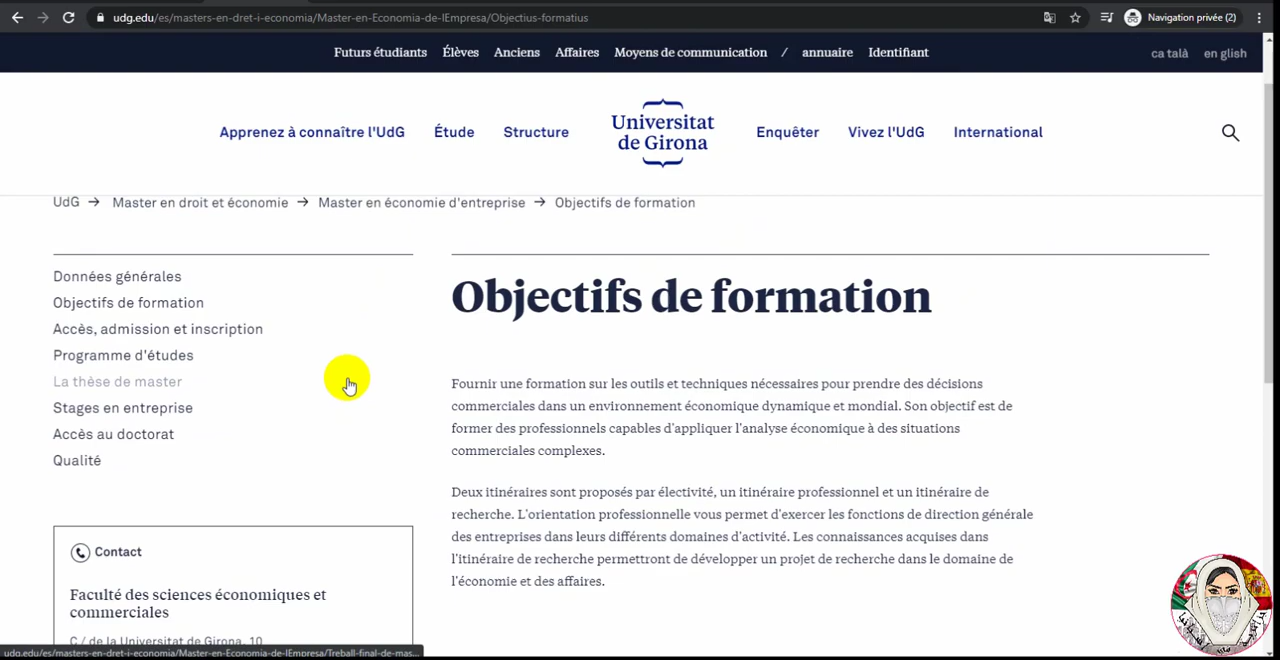 udg.edu/es/masters-en-dret-i-economia/Master-en-Economia-de-lEmpresa/Objectius-formatius
Navigation privée (2)
Futurs étudiants Élèves Anciens Affaires Moyens de communication / annuaire Identifiant
ca talà en glish
Apprenez à connaître l'UdG Étude Structure
Universitat
de Girona
Enquêter Vivez l'UdG International
UdG → Master en droit et économie → Master en économie d'entreprise → Objectifs de formation
Données générales
Objectifs de formation
Accès, admission et inscription
Programme d'études
La thèse de master
Stages en entreprise
Accès au doctorat
Qualité
Contact
Faculté des sciences économiques et
commerciales
C / de la Universitat de Girona, 10
Objectifs de formation
Fournir une formation sur les outils et techniques nécessaires pour prendre des décisions
commerciales dans un environnement économique dynamique et mondial. Son objectif est de
former des professionnels capables d'appliquer l'analyse économique à des situations
commerciales complexes.
Deux itinéraires sont proposés par électivité, un itinéraire professionnel et un itinéraire de
recherche. L'orientation professionnelle vous permet d'exercer les fonctions de direction générale
des entreprises dans leurs différents domaines d'activité. Les connaissances acquises dans
l'itinéraire de recherche permettront de développer un projet de recherche dans le domaine de
l'économie et des affaires.
udg.edu/es/masters-en-dret-i-economia/Master-en-Economia-de-lEmpresa/Treball-final-de-mas...